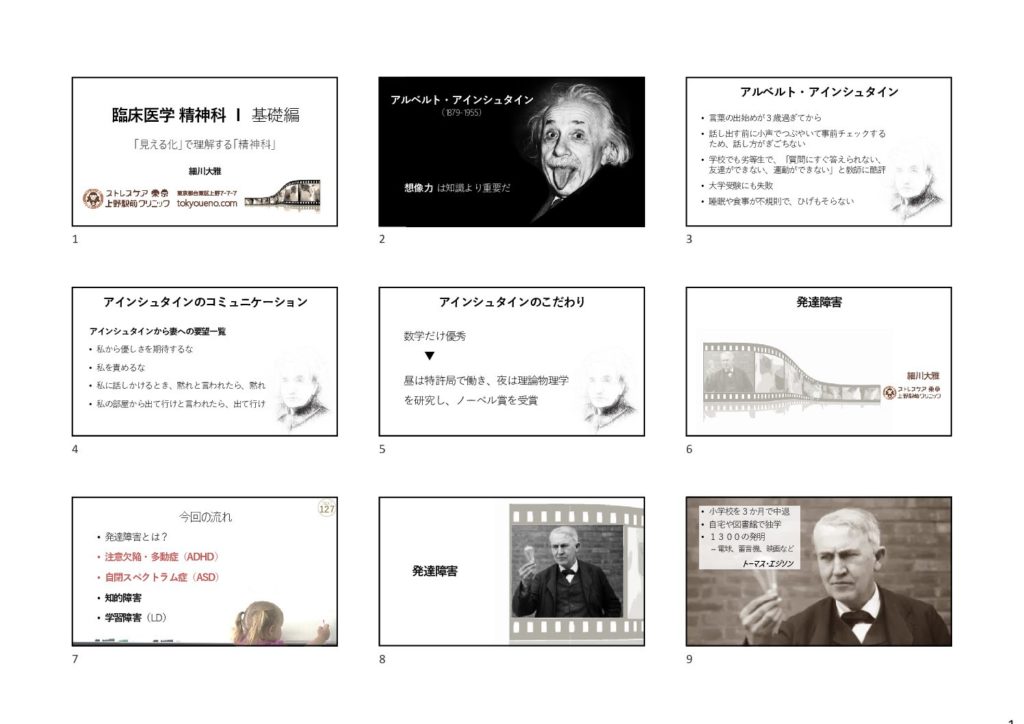 臨床医学 精神科 Ⅰ 基礎編
「見える化」で理解する「精神科」
細川大雅
ストレスケア 東京
上野駅前クリニック
東京都台東区上野7-7-7
tokyoueno.com
1
アルベルト・アインシュタイン
(1879-1955)
想像力 は知識より重要だ
2
アルベルト・アインシュタイン
• 言葉の出始めが3歳過ぎてから
• 話し出す前に小声でつぶやいて事前チェックする
ため、話し方がぎごちない
• 学校でも劣等生で、「質問にすぐ答えられない、
友達ができない、運動ができない」と教師に酷評
• 大学受験にも失敗
• 睡眠や食事が不規則で、ひげもそらない
3
アインシュタインのコミュニケーション
アインシュタインから妻への要望一覧
• 私から優しさを期待するな
• 私を責めるな
• 私に話しかけるとき、黙れと言われたら、黙れ
• 私の部屋から出て行けと言われたら、出て行け
4
アインシュタインのこだわり
数学だけ優秀
▼
昼は特許局で働き、夜は理論物理学
を研究し、ノーベル賞を受賞
5
発達障害
細川大雅
ストレスケア 東京
上野駅前クリニック
6
127
今回の流れ
• 発達障害とは？
• 注意欠陥・多動症（ADHD）
• 自閉スペクトラム症（ASD）
• 知的障害
• 学習障害（LD）
7
発達障害
8
• 小学校を3か月で中退
• 自宅や図書館で独学
• 1300の発明
– 電球、蓄音機、映画など
トーマス・エジソン
9
1